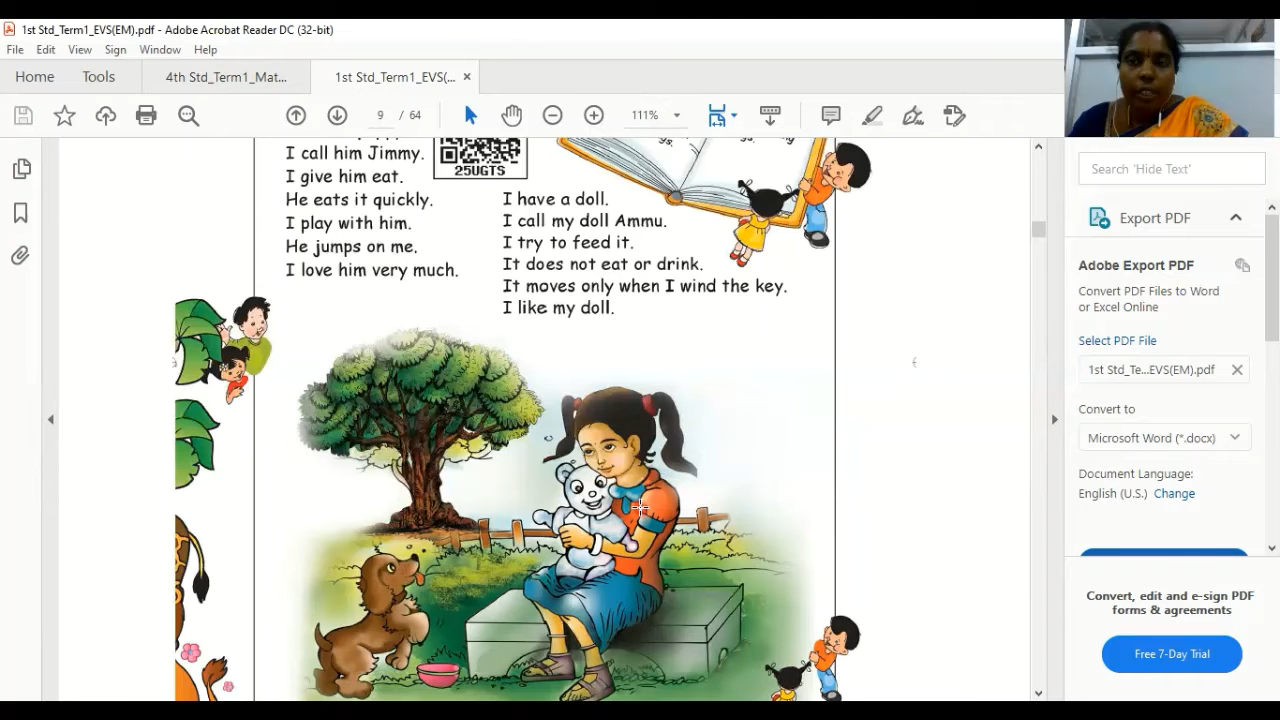 1st Std_Term1_EVS(EM).pdf - Adobe Acrobat Reader DC (32-bit)
File Edit View Sign Window Help
Home Tools 4th Std_Term1_Mat... 1st Std_Term1_EVS(... ×
9 / 64 111%
I call him Jimmy.
I give him eat.
He eats it quickly.
I play with him.
He jumps on me.
I love him very much.
25UGTS
I have a doll.
I call my doll Ammu.
I try to feed it.
It does not eat or drink.
It moves only when I wind the key.
I like my doll.
Search 'Hide Text'
Export PDF
Adobe Export PDF
Convert PDF Files to Word
or Excel Online
Select PDF File
1st Std_Te...EVS(EM).pdf
Convert to
Microsoft Word (*.docx)
Document Language:
English (U.S.) Change
Convert, edit and e-sign PDF
forms & agreements
Free 7-Day Trial